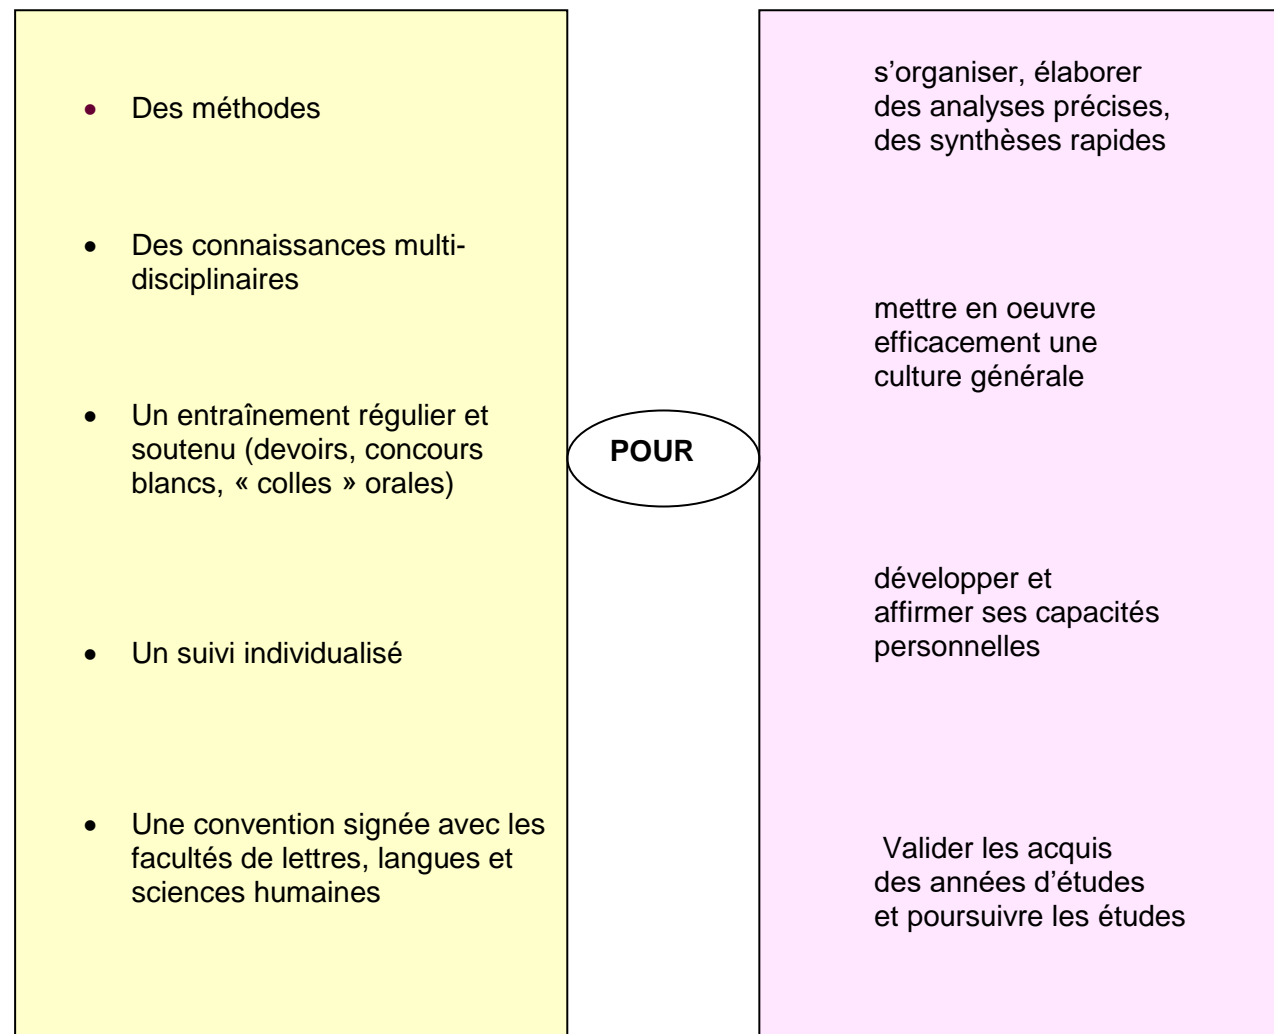 • Des méthodes
• Des connaissances multi-
disciplinaires
• Un entraînement régulier et
soutenu (devoirs, concours
blancs, « colles » orales)
• Un suivi individualisé
• Une convention signée avec les
facultés de lettres, langues et
sciences humaines
POUR
s’organiser, élaborer
des analyses précises,
des synthèses rapides
mettre en oeuvre
efficacement une
culture générale
développer et
affirmer ses capacités
personnelles
Valider les acquis
des années d’études
et poursuivre les études